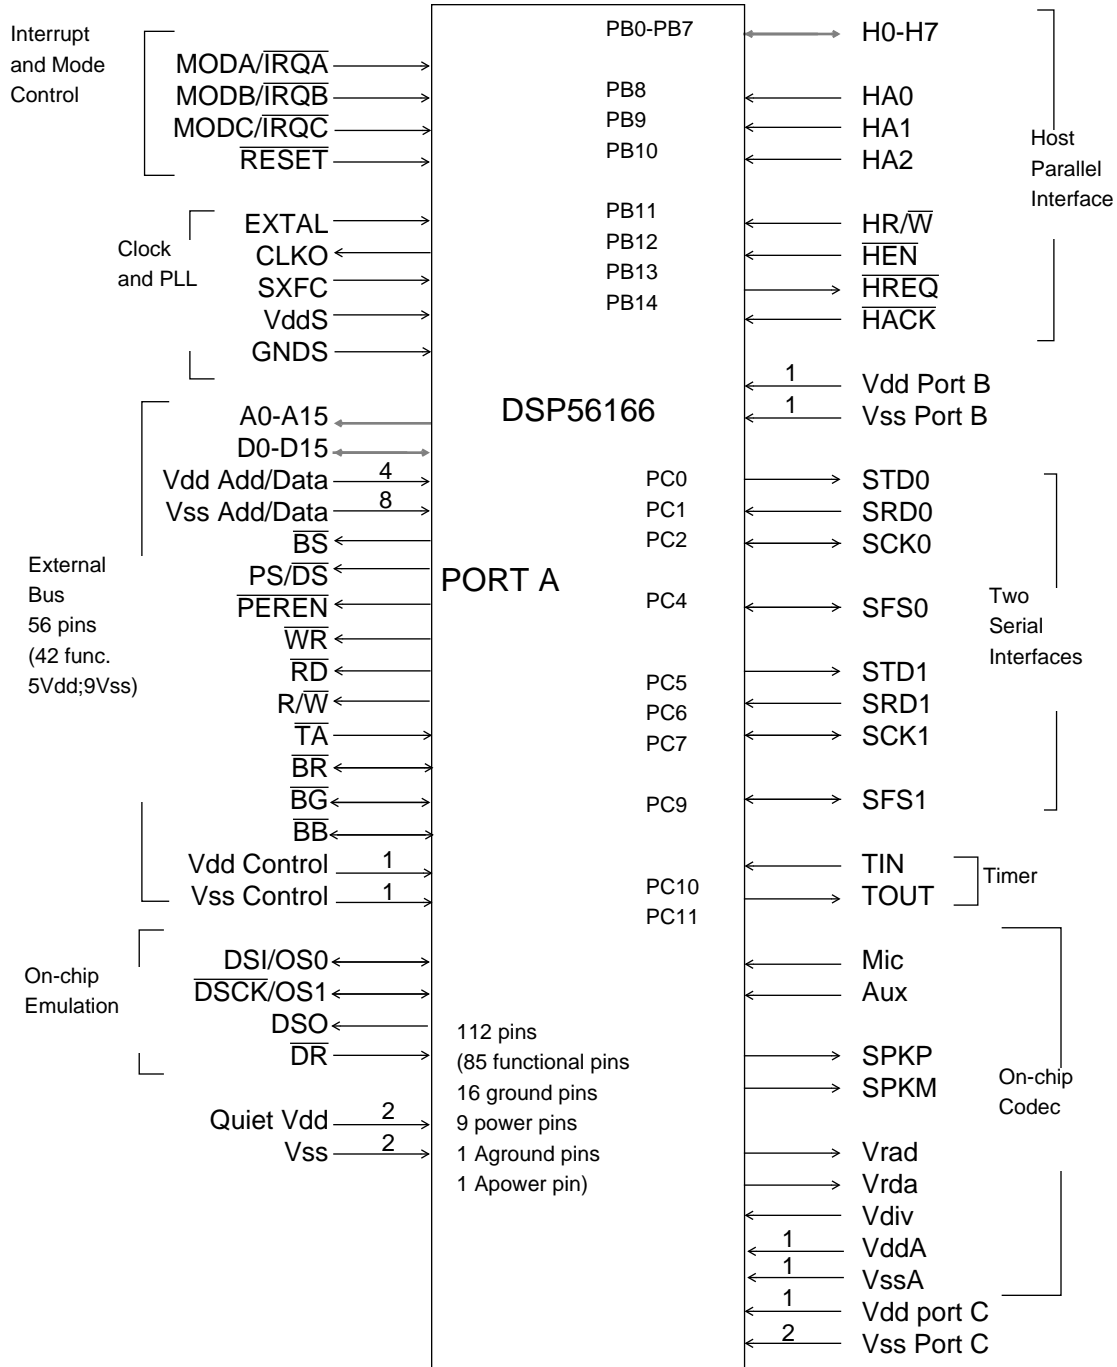 Interrupt
and Mode
Control
MODA/IRQA
MODB/IRQB
MODC/IRQC
RESET
Clock
and PLL
EXTAL
CLKO
SXFC
VddS
GNDS
External
Bus
56 pins
(42 func.
5Vdd;9Vss)
A0-A15
D0-D15
Vdd Add/Data 4
Vss Add/Data 8
BS
PS/DS
PEREN
WR
RD
R/W
TA
BR
BG
BB
Vdd Control 1
Vss Control 1
On-chip
Emulation
DSI/OS0
DSCK/OS1
DSO
DR
Quiet Vdd 2
Vss 2
DSP56166
PORT A
112 pins
(85 functional pins
16 ground pins
9 power pins
1 Aground pins
1 Apower pin)
PB0-PB7
PB8
PB9
PB10
PB11
PB12
PB13
PB14
PC0
PC1
PC2
PC4
PC5
PC6
PC7
PC9
PC10
PC11
H0-H7
HA0
HA1
HA2
HR/W
HEN
HREQ
HACK
Host
Parallel
Interface
1 Vdd Port B
1 Vss Port B
STD0
SRD0
SCK0
SFS0
STD1
SRD1
SCK1
SFS1
Two
Serial
Interfaces
TIN
TOUT
Timer
Mic
Aux
SPKP
SPKM
Vrad
Vrda
Vdiv
1 VddA
1 VssA
On-chip
Codec
1 Vdd port C
2 Vss Port C